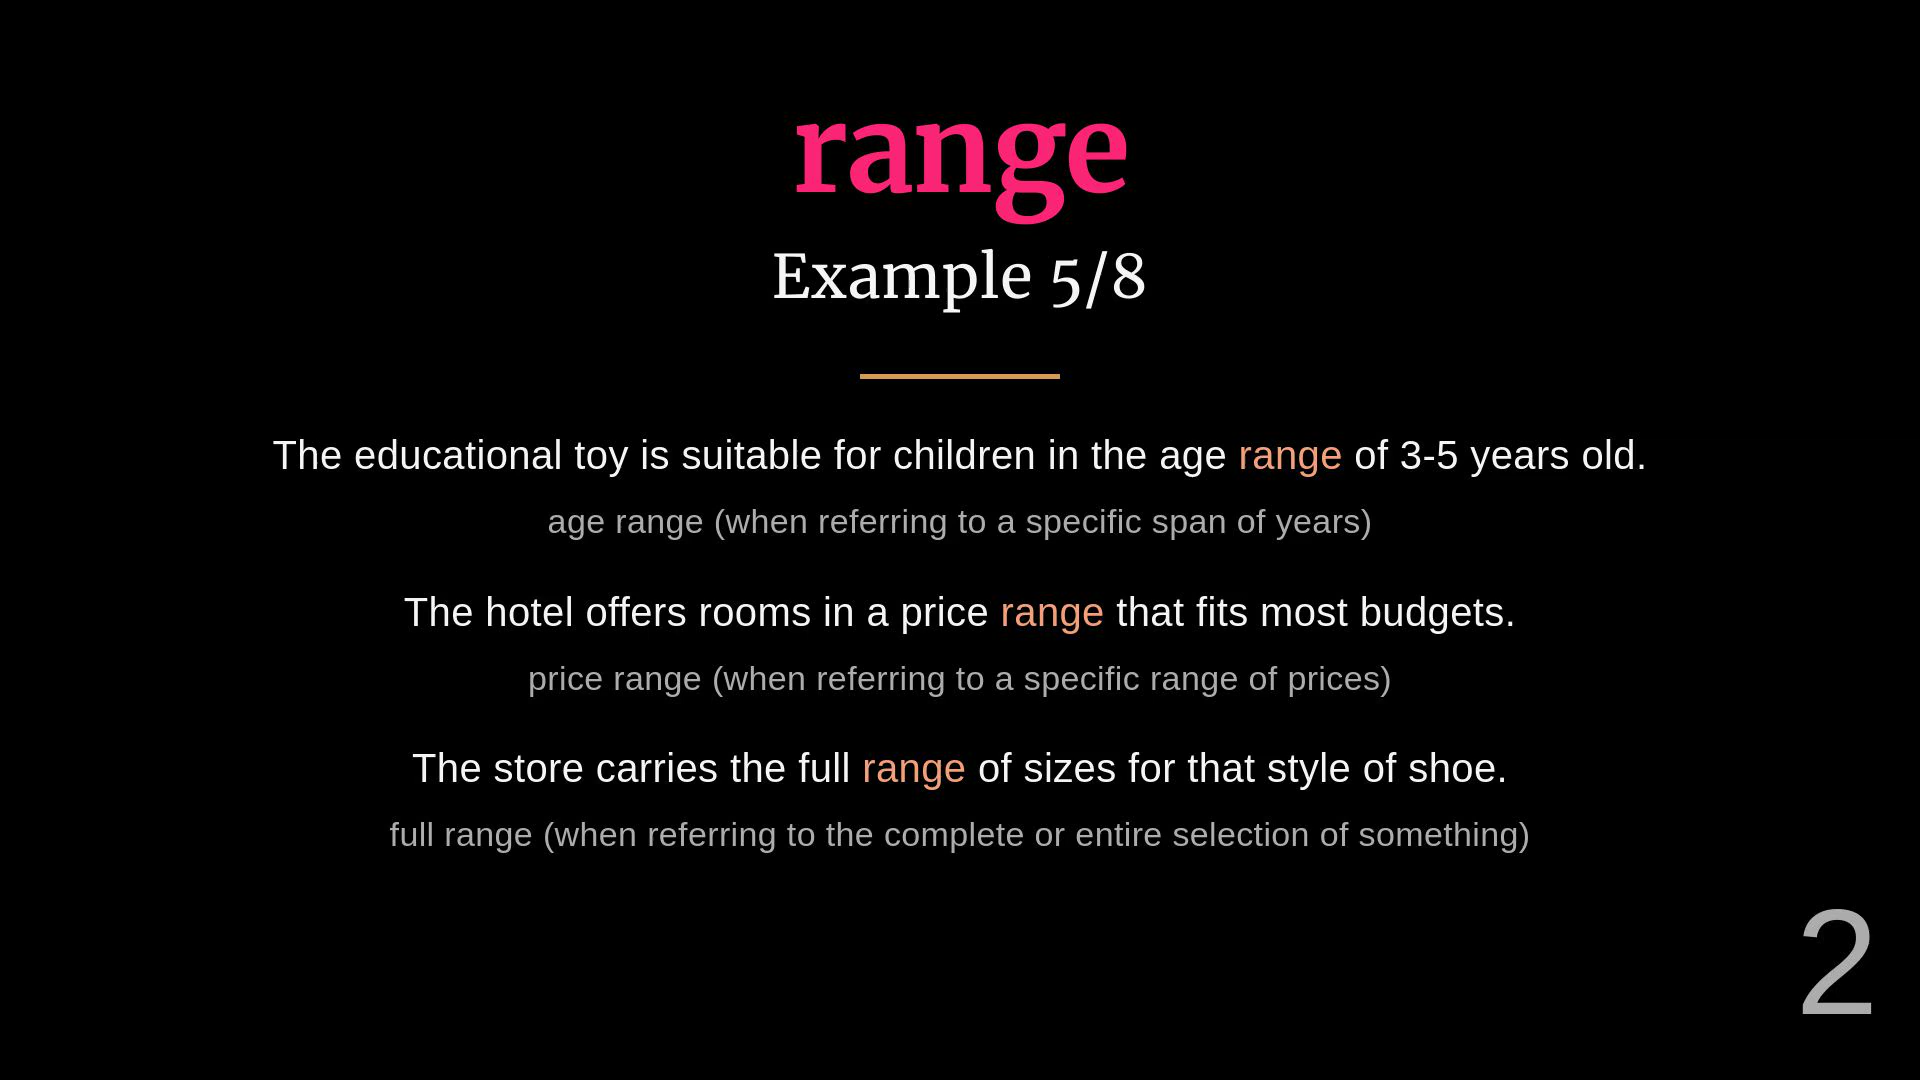 range
Example 5/8
The educational toy is suitable for children in the age range of 3-5 years old.
age range (when referring to a specific span of years)
The hotel offers rooms in a price range that fits most budgets.
price range (when referring to a specific range of prices)
The store carries the full range of sizes for that style of shoe.
full range (when referring to the complete or entire selection of something)
2